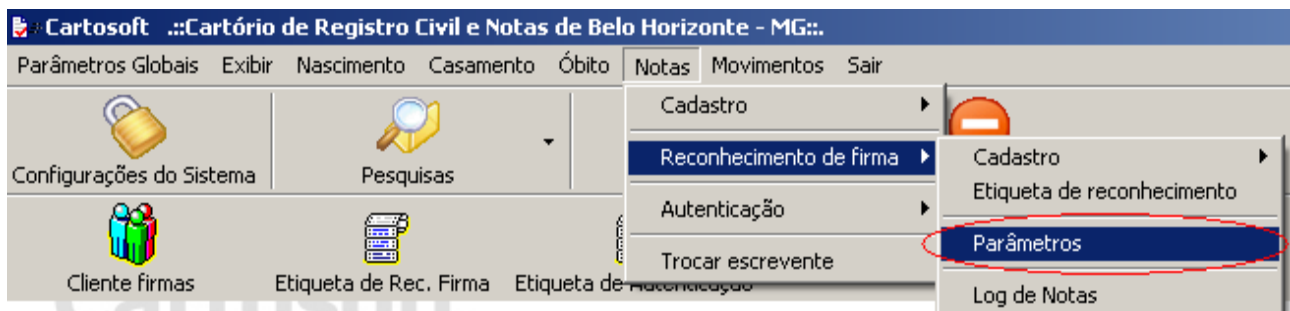 Cartosoft .::Cartório de Registro Civil e Notas de Belo Horizonte - MG::.
Parâmetros Globais Exibir Nascimento Casamento Óbito Notas Movimentos Sair
Cadastro
Reconhecimento de firma
Autenticação
Trocar escrevente
Cadastro
Etiqueta de reconhecimento
Parâmetros
Log de Notas
Configurações do Sistema
Pesquisas
Cliente firmas
Etiqueta de Rec. Firma
Etiqueta de Autenticação